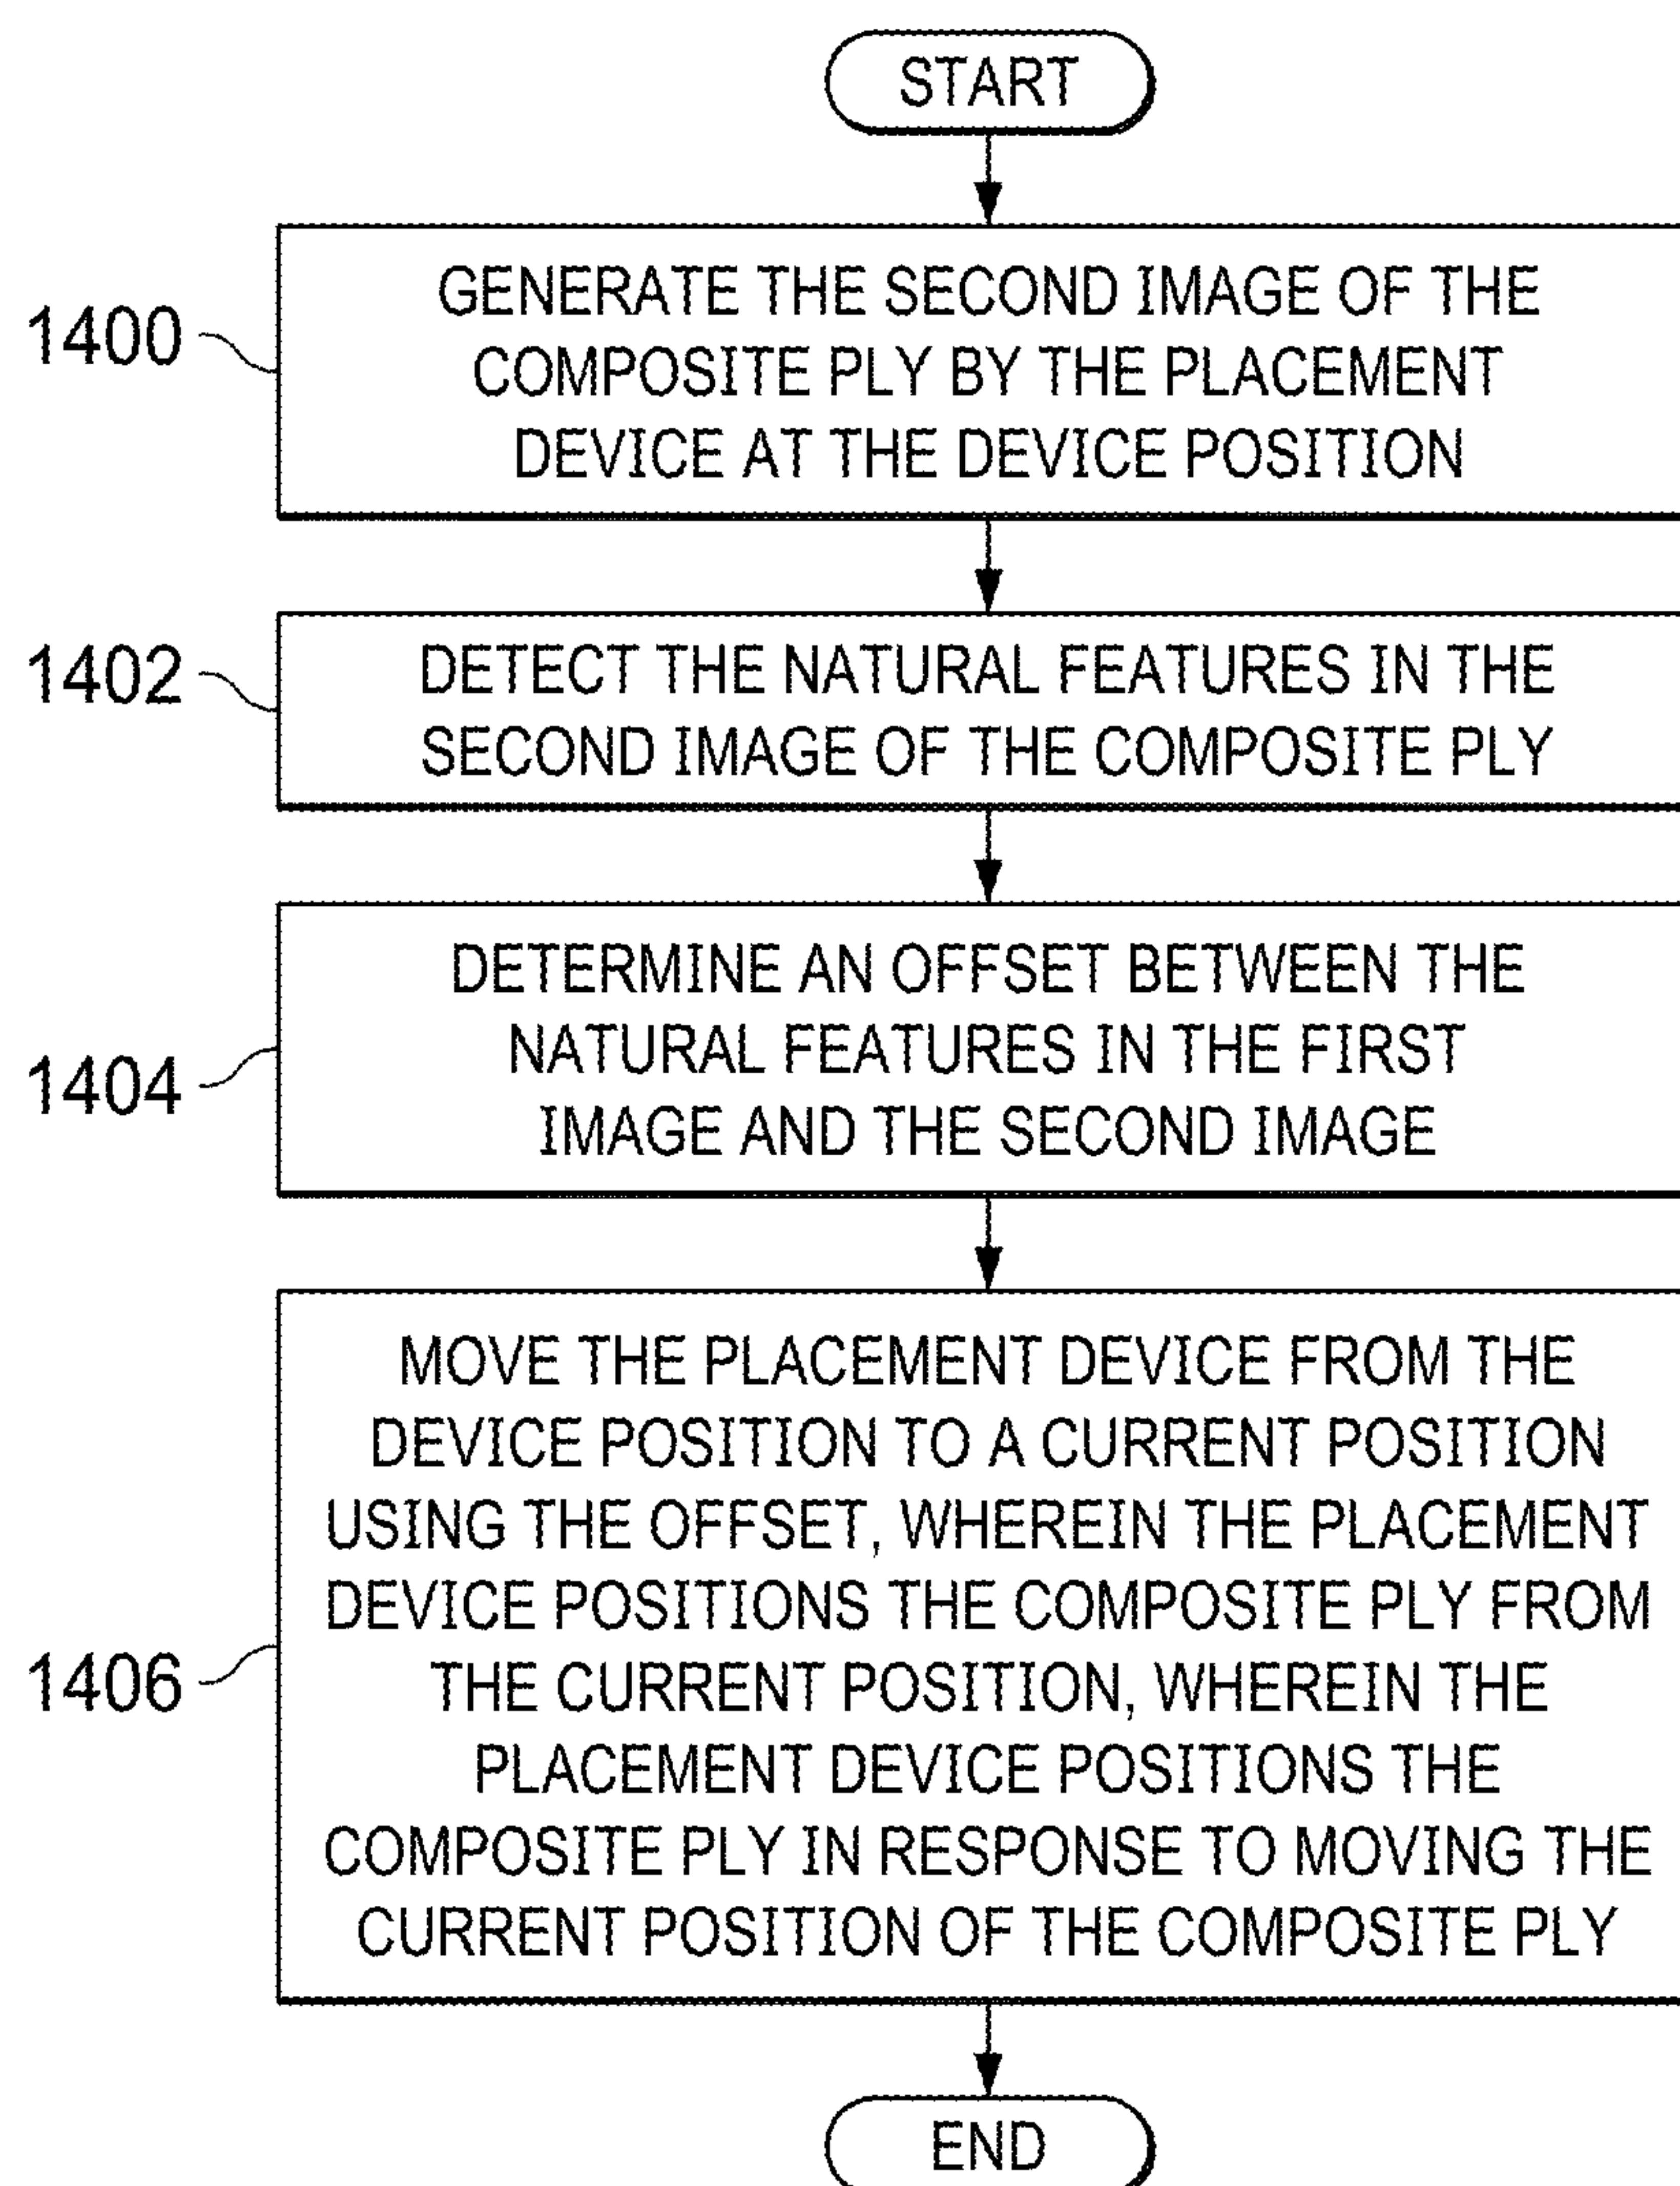 START
1400
GENERATE THE SECOND IMAGE OF THE
COMPOSITE PLY BY THE PLACEMENT
DEVICE AT THE DEVICE POSITION
1402
DETECT THE NATURAL FEATURES IN THE
SECOND IMAGE OF THE COMPOSITE PLY
1404
DETERMINE AN OFFSET BETWEEN THE
NATURAL FEATURES IN THE FIRST
IMAGE AND THE SECOND IMAGE
1406
MOVE THE PLACEMENT DEVICE FROM THE
DEVICE POSITION TO A CURRENT POSITION
USING THE OFFSET, WHEREIN THE PLACEMENT
DEVICE POSITIONS THE COMPOSITE PLY FROM
THE CURRENT POSITION, WHEREIN THE
PLACEMENT DEVICE POSITIONS THE
COMPOSITE PLY IN RESPONSE TO MOVING THE
CURRENT POSITION OF THE COMPOSITE PLY
END